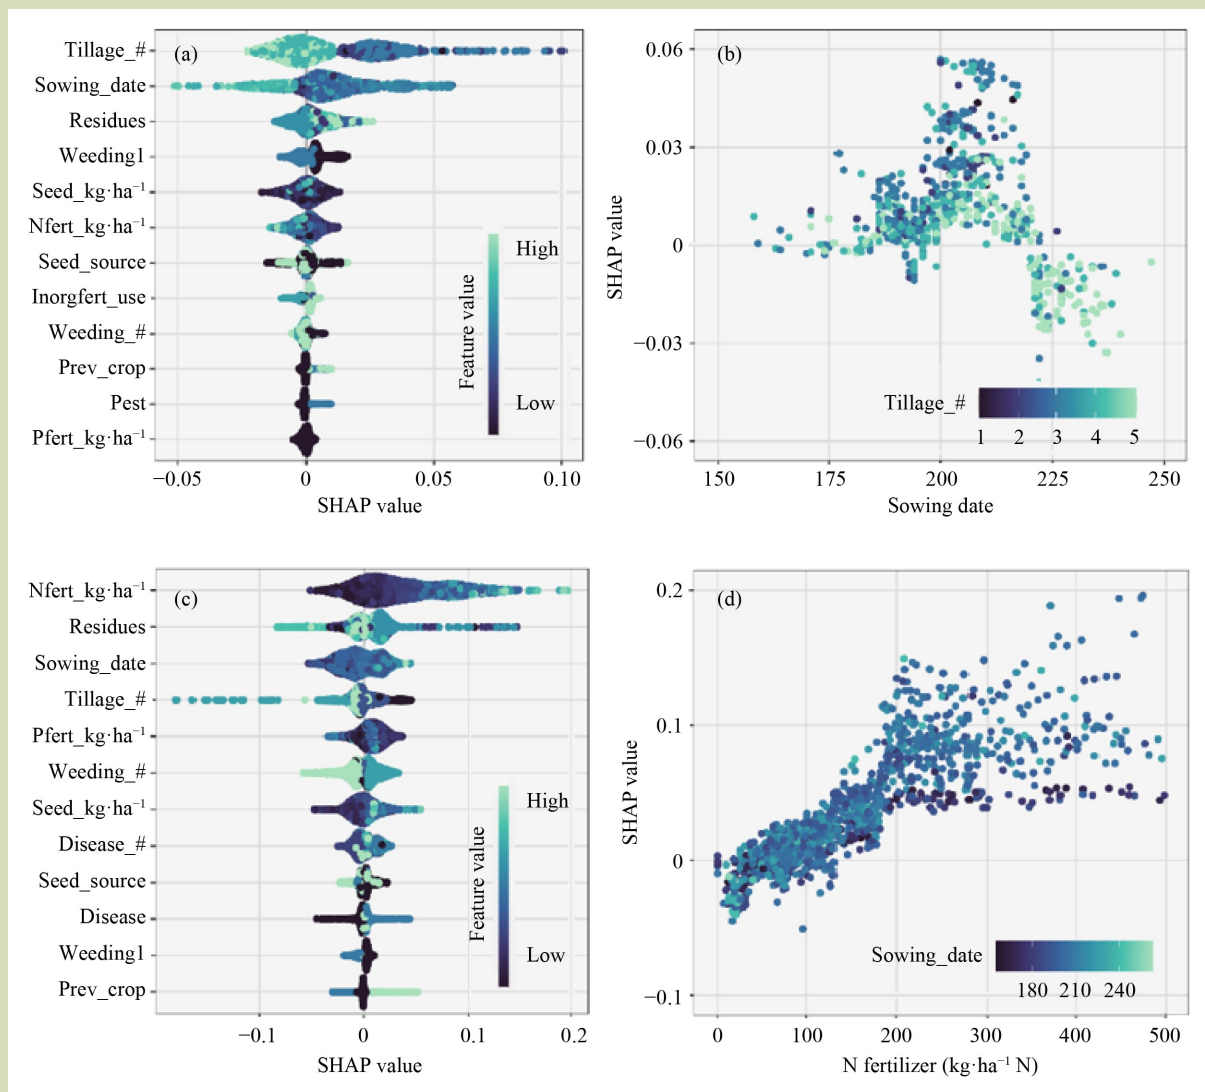 (a)
Tillage_#
Sowing_date
Residues
Weeding1
Seed_kg·ha⁻¹
Nfert_kg·ha⁻¹
Seed_source
Inorgfert_use
Weeding_#
Prev_crop
Pest
Pfert_kg·ha⁻¹
High
Feature value
Low
−0.05 0 0.05 0.10
SHAP value
(b)
0.06
0.03
0
−0.03
−0.06
SHAP value
Tillage_#
1 2 3 4 5
150 175 200 225 250
Sowing date
(c)
Nfert_kg·ha⁻¹
Residues
Sowing_date
Tillage_#
Pfert_kg·ha⁻¹
Weeding_#
Seed_kg·ha⁻¹
Disease_#
Seed_source
Disease
Weeding1
Prev_crop
High
Feature value
Low
−0.1 0 0.1 0.2
SHAP value
(d)
0.2
0.1
0
−0.1
SHAP value
Sowing_date
180 210 240
0 100 200 300 400 500
N fertilizer (kg·ha⁻¹ N)